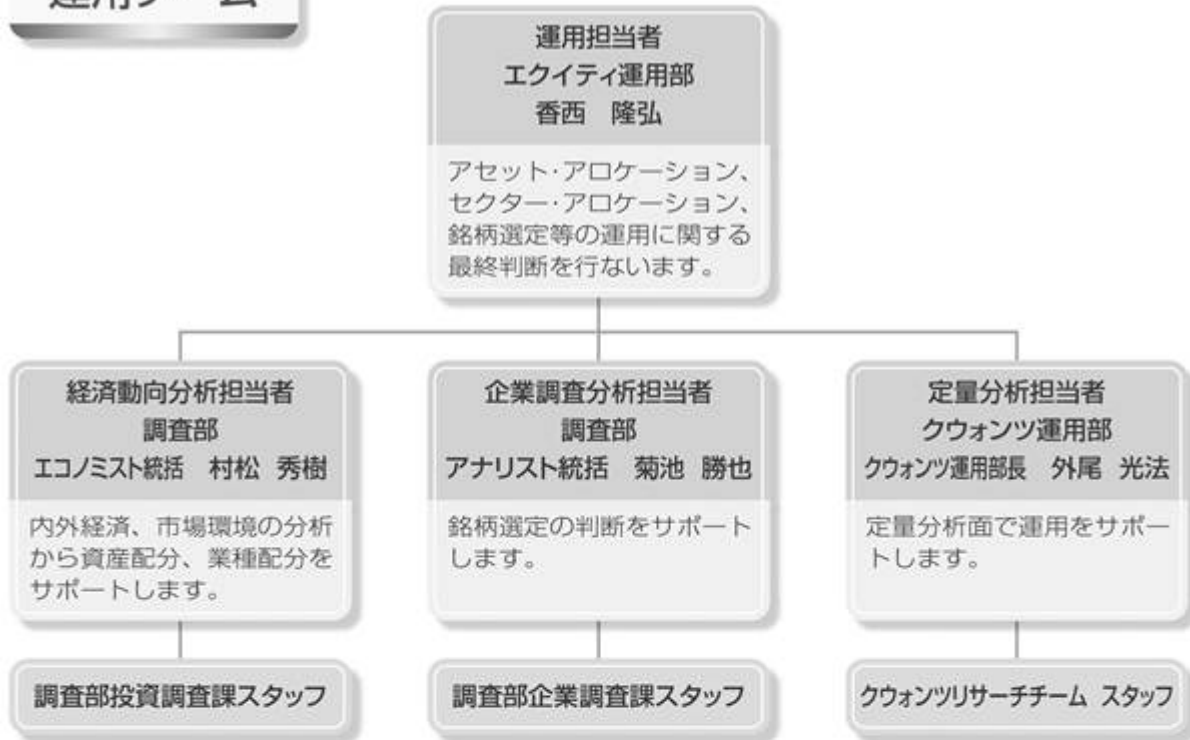 運用チーム
運用担当者
エクイティ運用部
香西 隆弘
アセット・アロケーション、
セクター・アロケーション、
銘柄選定等の運用に関する
最終判断を行ないます。
経済動向分析担当者
調査部
エコノミスト統括 村松 秀樹
内外経済、市場環境の分析
から資産配分、業種配分を
サポートします。
企業調査分析担当者
調査部
アナリスト統括 菊池 勝也
銘柄選定の判断をサポート
します。
定量分析担当者
クウォンツ運用部
クウォンツ運用部長 外尾 光法
定量分析面で運用をサポー
トします。
調査部投資調査課スタッフ
調査部企業調査課スタッフ
クウォンツリサーチチーム スタッフ